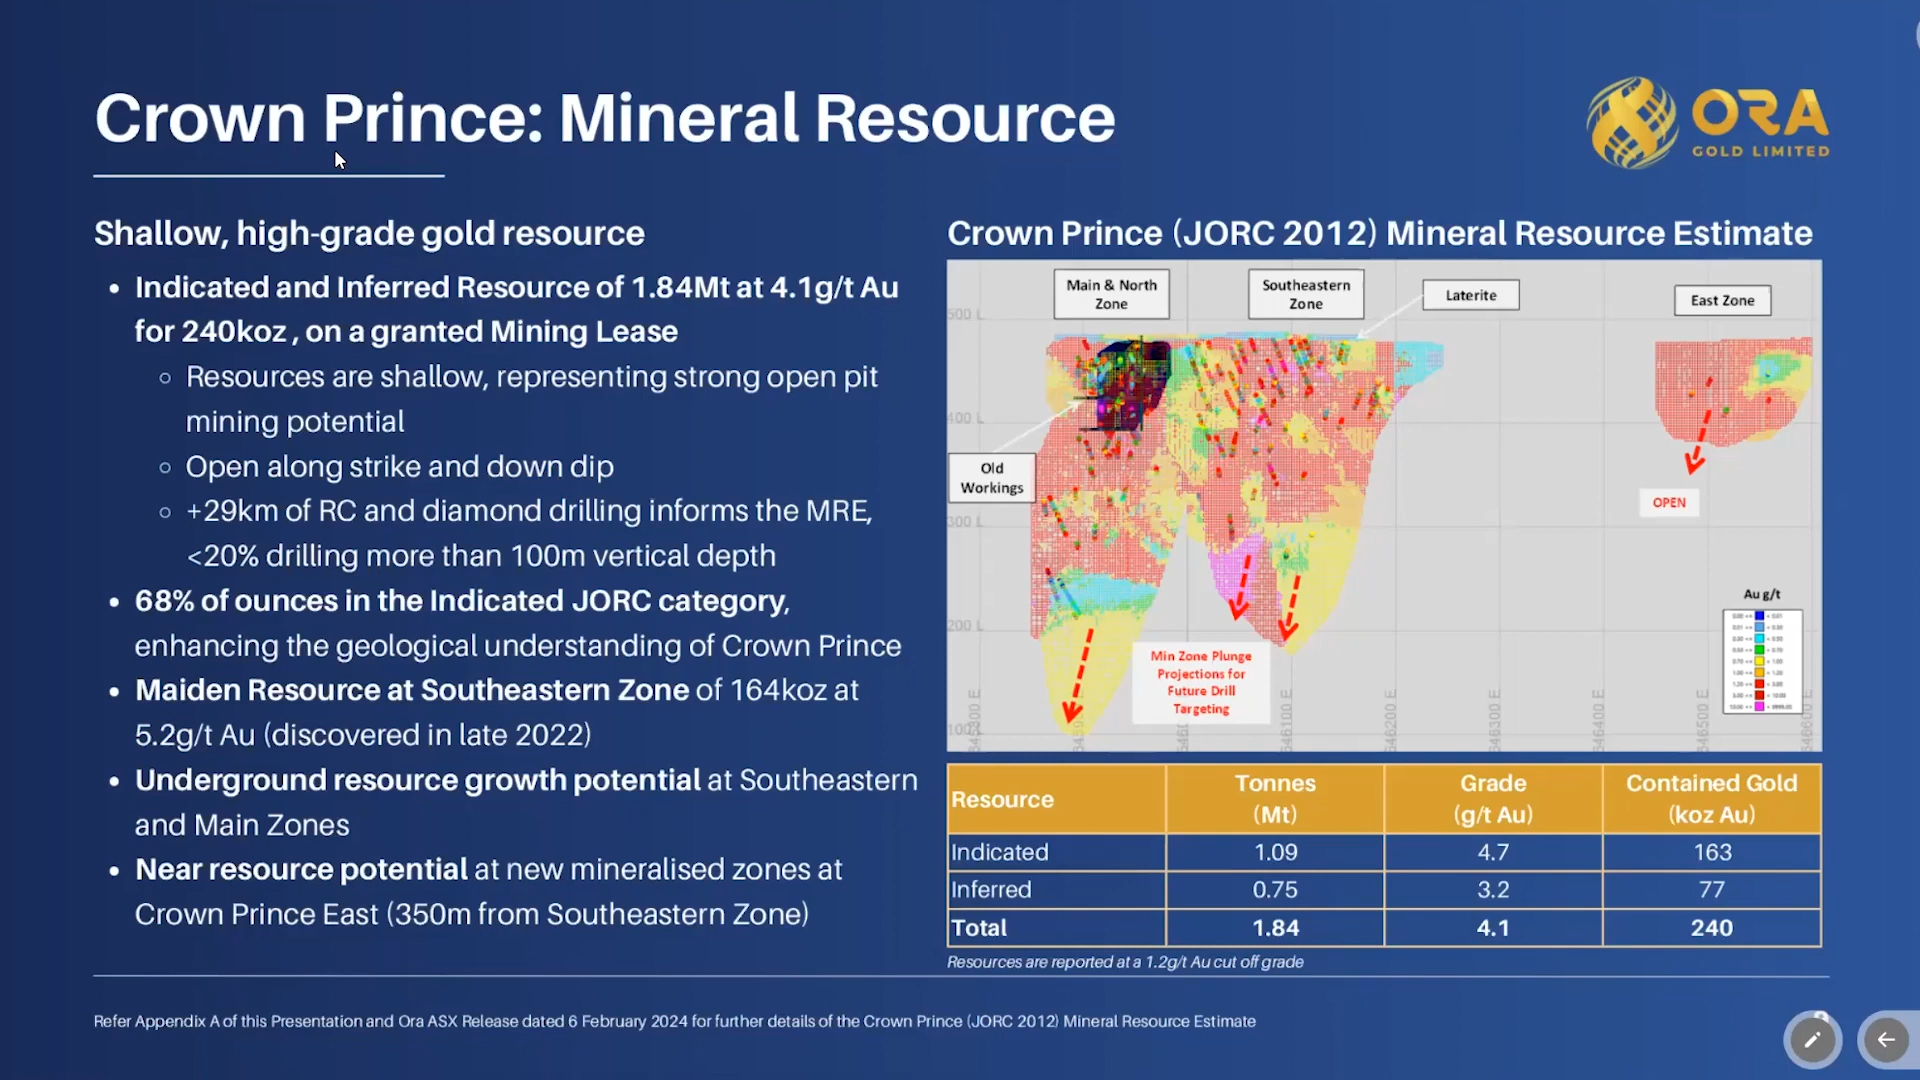 Crown Prince: Mineral Resource
ORA
GOLD LIMITED
Shallow, high-grade gold resource
• Indicated and Inferred Resource of 1.84Mt at 4.1g/t Au
for 240koz , on a granted Mining Lease
○ Resources are shallow, representing strong open pit
mining potential
○ Open along strike and down dip
○ +29km of RC and diamond drilling informs the MRE,
<20% drilling more than 100m vertical depth
• 68% of ounces in the Indicated JORC category,
enhancing the geological understanding of Crown Prince
• Maiden Resource at Southeastern Zone of 164koz at
5.2g/t Au (discovered in late 2022)
• Underground resource growth potential at Southeastern
and Main Zones
• Near resource potential at new mineralised zones at
Crown Prince East (350m from Southeastern Zone)
Crown Prince (JORC 2012) Mineral Resource Estimate
Main & North
Zone
Southeastern
Zone
Laterite
East Zone
500 L
400 L
Old
Workings
OPEN
300 L
200 L
Min Zone Plunge
Projections for
Future Drill
Targeting
Au g/t
Resource Tonnes (Mt) Grade (g/t Au) Contained Gold (koz Au)
Indicated 1.09 4.7 163
Inferred 0.75 3.2 77
Total 1.84 4.1 240
Resources are reported at a 1.2g/t Au cut off grade
Refer Appendix A of this Presentation and Ora ASX Release dated 6 February 2024 for further details of the Crown Prince (JORC 2012) Mineral Resource Estimate